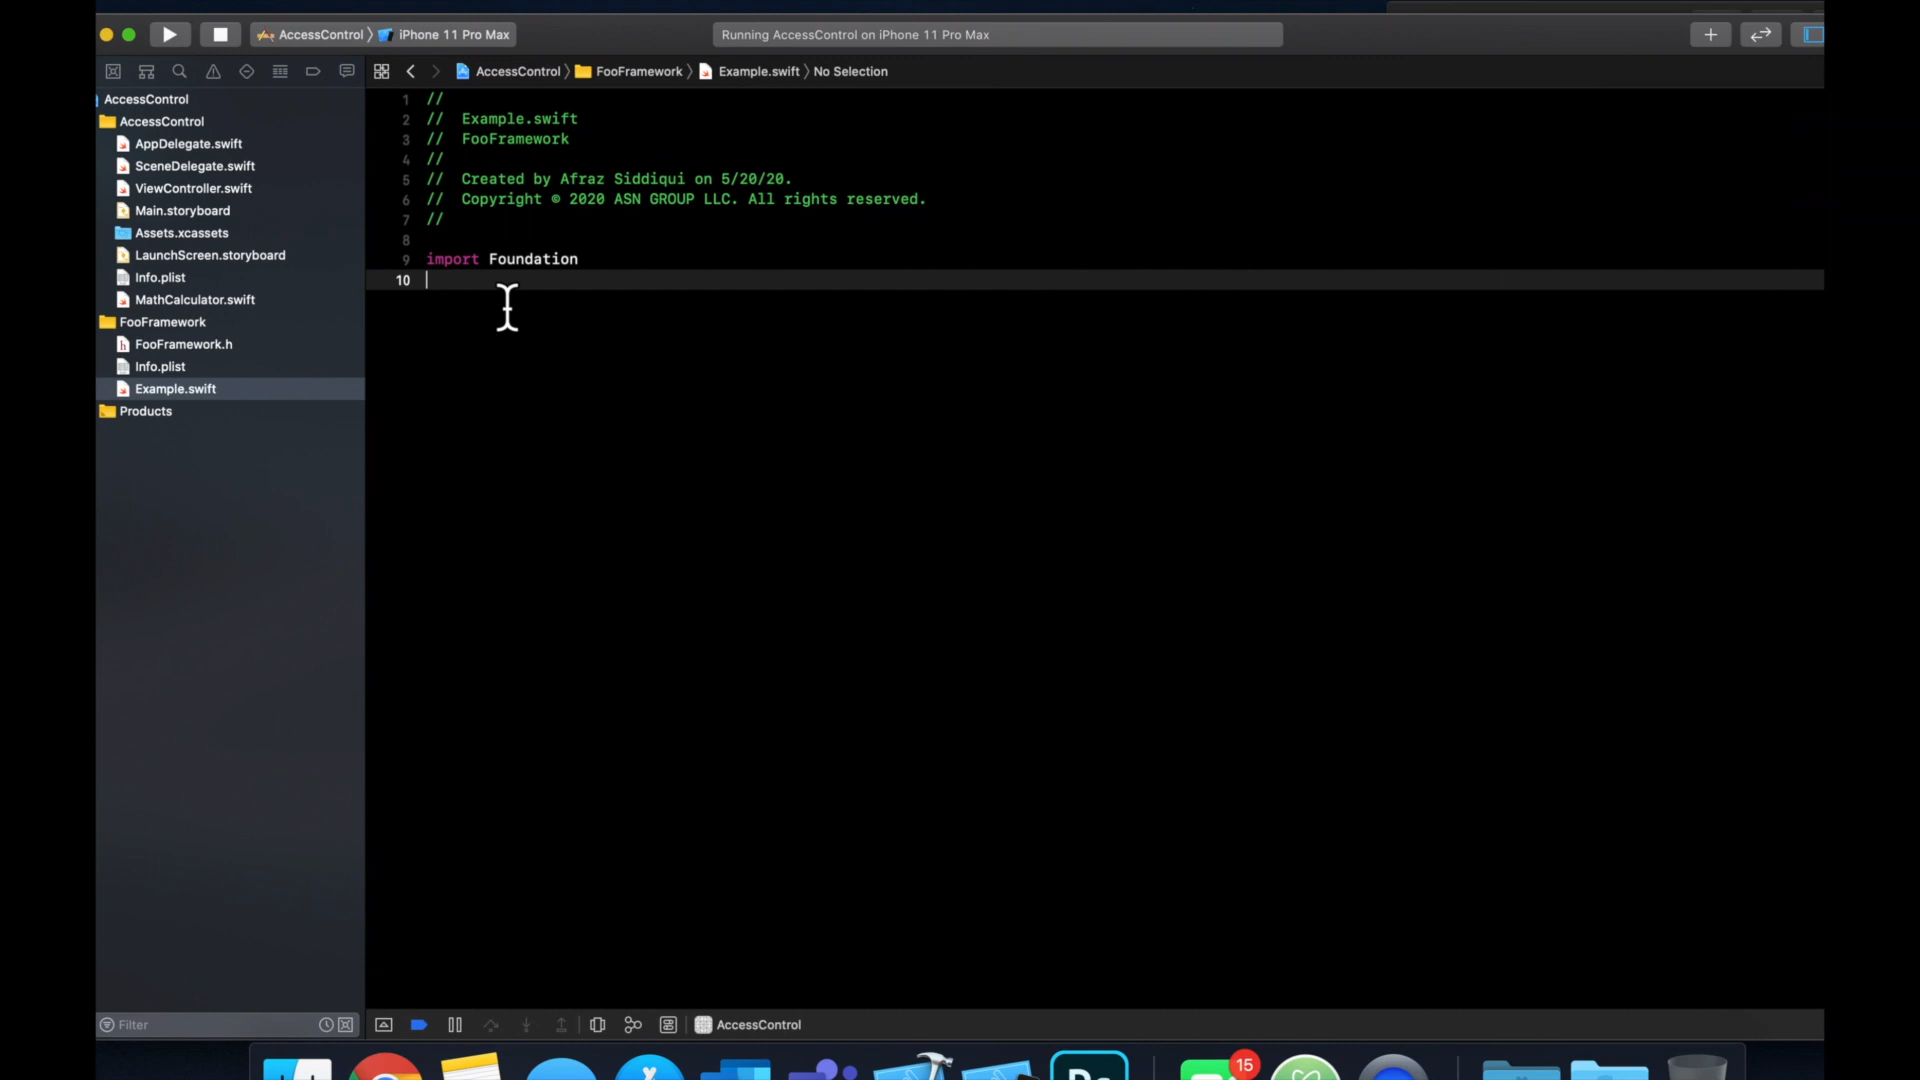 AccessControl 〉 iPhone 11 Pro Max
Running AccessControl on iPhone 11 Pro Max
AccessControl 〉 FooFramework 〉 Example.swift 〉 No Selection
AccessControl
AccessControl
AppDelegate.swift
SceneDelegate.swift
ViewController.swift
Main.storyboard
Assets.xcassets
LaunchScreen.storyboard
Info.plist
MathCalculator.swift
FooFramework
FooFramework.h
Info.plist
Example.swift
Products
1 //
2 // Example.swift
3 // FooFramework
4 //
5 // Created by Afraz Siddiqui on 5/20/20.
6 // Copyright © 2020 ASN GROUP LLC. All rights reserved.
7 //
8
9 import Foundation
10
Filter
AccessControl
15